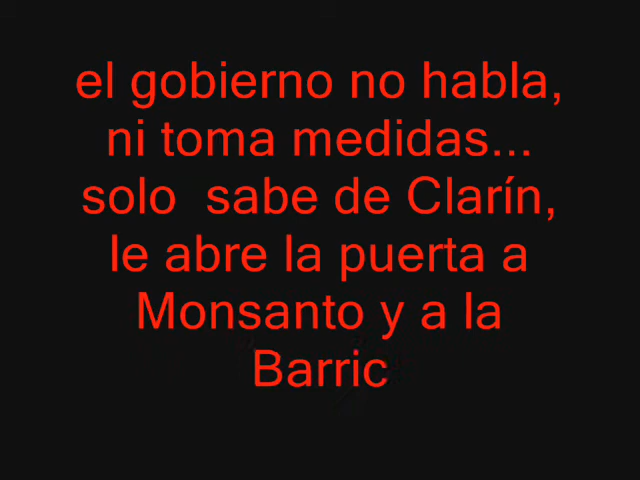 el gobierno no habla,
ni toma medidas...
solo  sabe de Clarín,
le abre la puerta a
Monsanto y a la
Barric